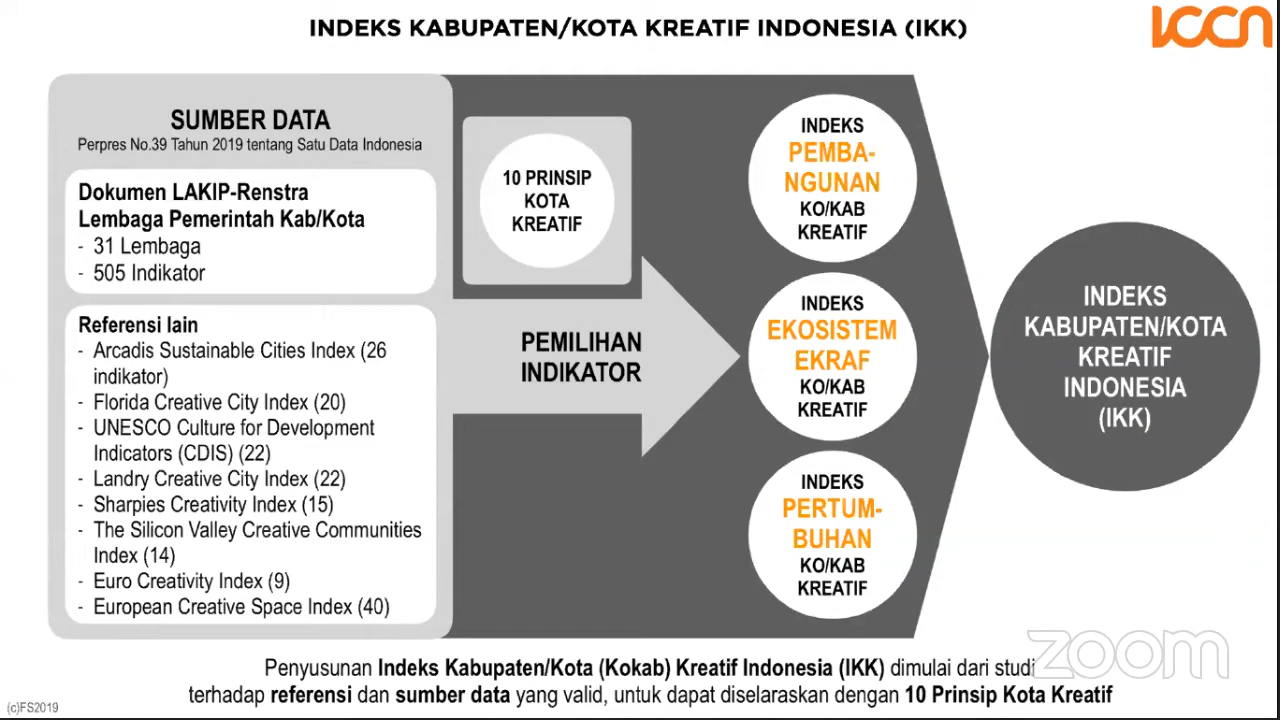 INDEKS KABUPATEN/KOTA KREATIF INDONESIA (IKK)
ICCN
SUMBER DATA
Perpres No.39 Tahun 2019 tentang Satu Data Indonesia
Dokumen LAKIP-Renstra
Lembaga Pemerintah Kab/Kota
- 31 Lembaga
- 505 Indikator
Referensi lain
- Arcadis Sustainable Cities Index (26
indikator)
- Florida Creative City Index (20)
- UNESCO Culture for Development
Indicators (CDIS) (22)
- Landry Creative City Index (22)
- Sharpies Creativity Index (15)
- The Silicon Valley Creative Communities
Index (14)
- Euro Creativity Index (9)
- European Creative Space Index (40)
10 PRINSIP
KOTA
KREATIF
PEMILIHAN
INDIKATOR
INDEKS
PEMBA-
NGUNAN
KO/KAB
KREATIF
INDEKS
EKOSISTEM
EKRAF
KO/KAB
KREATIF
INDEKS
PERTUM-
BUHAN
KO/KAB
KREATIF
INDEKS
KABUPATEN/KOTA
KREATIF
INDONESIA
(IKK)
Penyusunan Indeks Kabupaten/Kota (Kokab) Kreatif Indonesia (IKK) dimulai dari studi
terhadap referensi dan sumber data yang valid, untuk dapat diselaraskan dengan 10 Prinsip Kota Kreatif
zoom
(c)FS2019